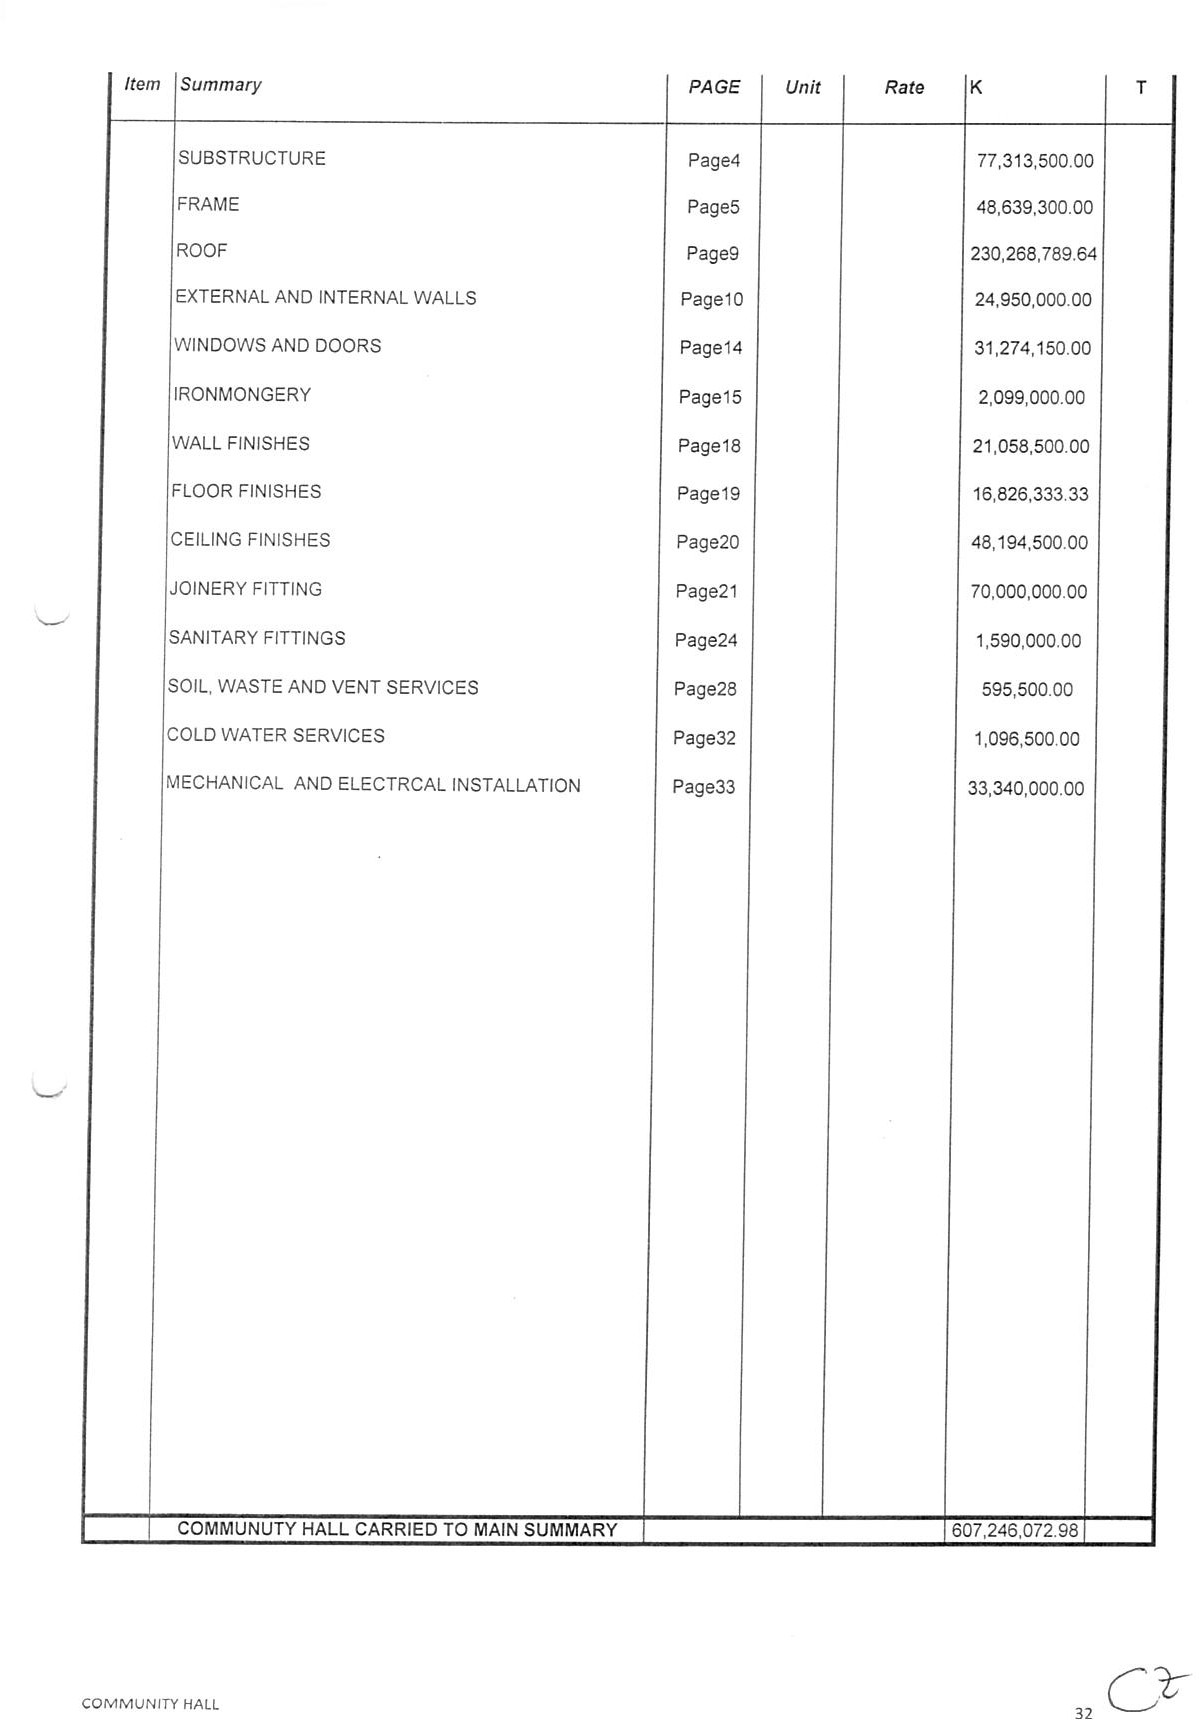 Item Summary PAGE Unit Rate K T
SUBSTRUCTURE Page4 77,313,500.00
FRAME Page5 48,639,300.00
ROOF Page9 230,268,789.64
EXTERNAL AND INTERNAL WALLS Page10 24,950,000.00
WINDOWS AND DOORS Page14 31,274,150.00
IRONMONGERY Page15 2,099,000.00
WALL FINISHES Page18 21,058,500.00
FLOOR FINISHES Page19 16,826,333.33
CEILING FINISHES Page20 48,194,500.00
JOINERY FITTING Page21 70,000,000.00
SANITARY FITTINGS Page24 1,590,000.00
SOIL, WASTE AND VENT SERVICES Page28 595,500.00
COLD WATER SERVICES Page32 1,096,500.00
MECHANICAL AND ELECTRCAL INSTALLATION Page33 33,340,000.00
COMMUNUTY HALL CARRIED TO MAIN SUMMARY 607,246,072.98
COMMUNITY HALL 32